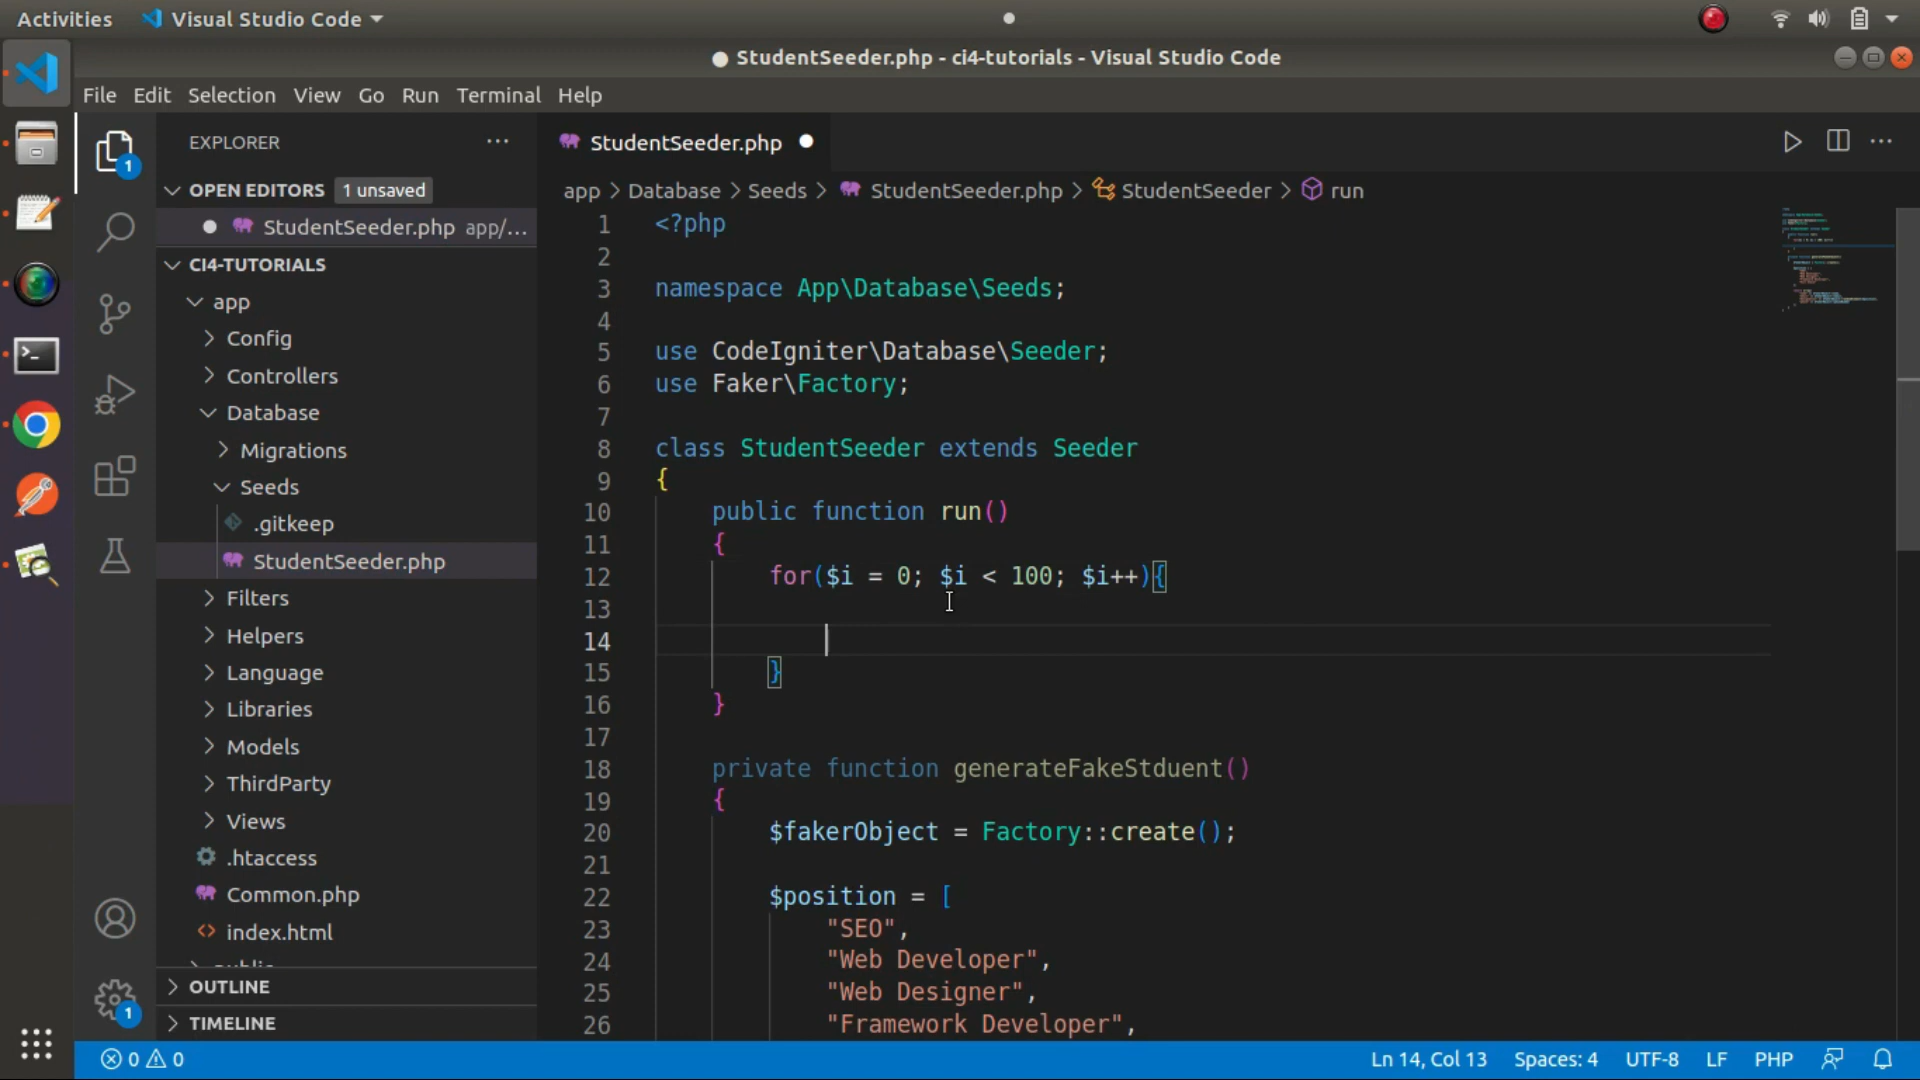 Activities Visual Studio Code
StudentSeeder.php - ci4-tutorials - Visual Studio Code
File Edit Selection View Go Run Terminal Help
EXPLORER
OPEN EDITORS 1 unsaved
StudentSeeder.php app/...
CI4-TUTORIALS
app
Config
Controllers
Database
Migrations
Seeds
.gitkeep
StudentSeeder.php
Filters
Helpers
Language
Libraries
Models
ThirdParty
Views
.htaccess
Common.php
index.html
OUTLINE
TIMELINE
1
1
StudentSeeder.php
app > Database > Seeds > StudentSeeder.php > StudentSeeder > run
1 <?php
2
3 namespace App\Database\Seeds;
4
5 use CodeIgniter\Database\Seeder;
6 use Faker\Factory;
7
8 class StudentSeeder extends Seeder
9 {
10 public function run()
11 {
12 for($i = 0; $i < 100; $i++){
13
14
15 }
16 }
17
18 private function generateFakeStduent()
19 {
20 $fakerObject = Factory::create();
21
22 $position = [
23 "SEO",
24 "Web Developer",
25 "Web Designer",
26 "Framework Developer",
0 0 Ln 14, Col 13 Spaces: 4 UTF-8 LF PHP